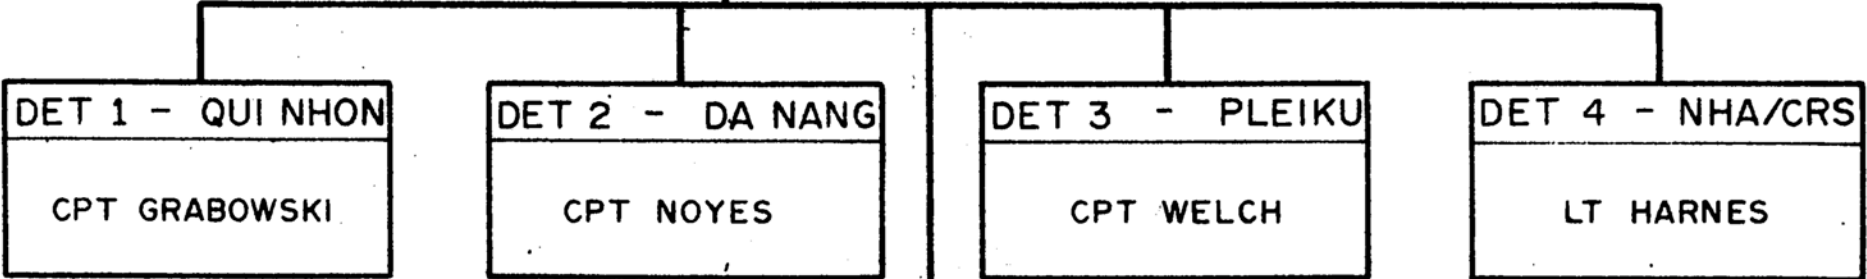 DET 1 - QUI NHON
CPT GRABOWSKI
DET 2 - DA NANG
CPT NOYES
DET 3 - PLEIKU
CPT WELCH
DET 4 - NHA/CRS
LT HARNES